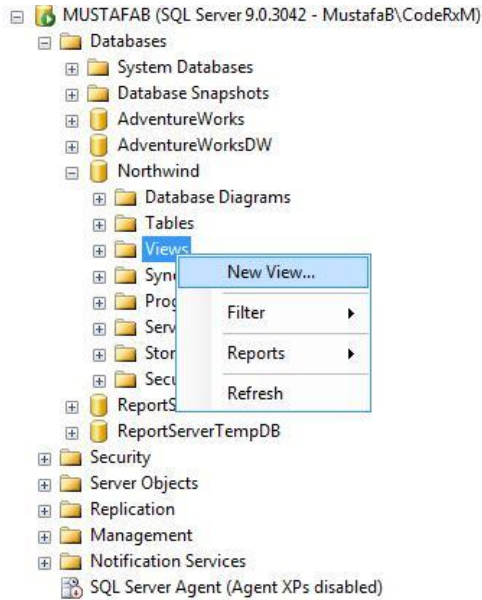 MUSTAFAB (SQL Server 9.0.3042 - MustafaB\CodeRxM)
Databases
System Databases
Database Snapshots
AdventureWorks
AdventureWorksDW
Northwind
Database Diagrams
Tables
Views
New View...
Filter
Reports
Refresh
ReportServerTempDB
Security
Server Objects
Replication
Management
Notification Services
SQL Server Agent (Agent XPs disabled)